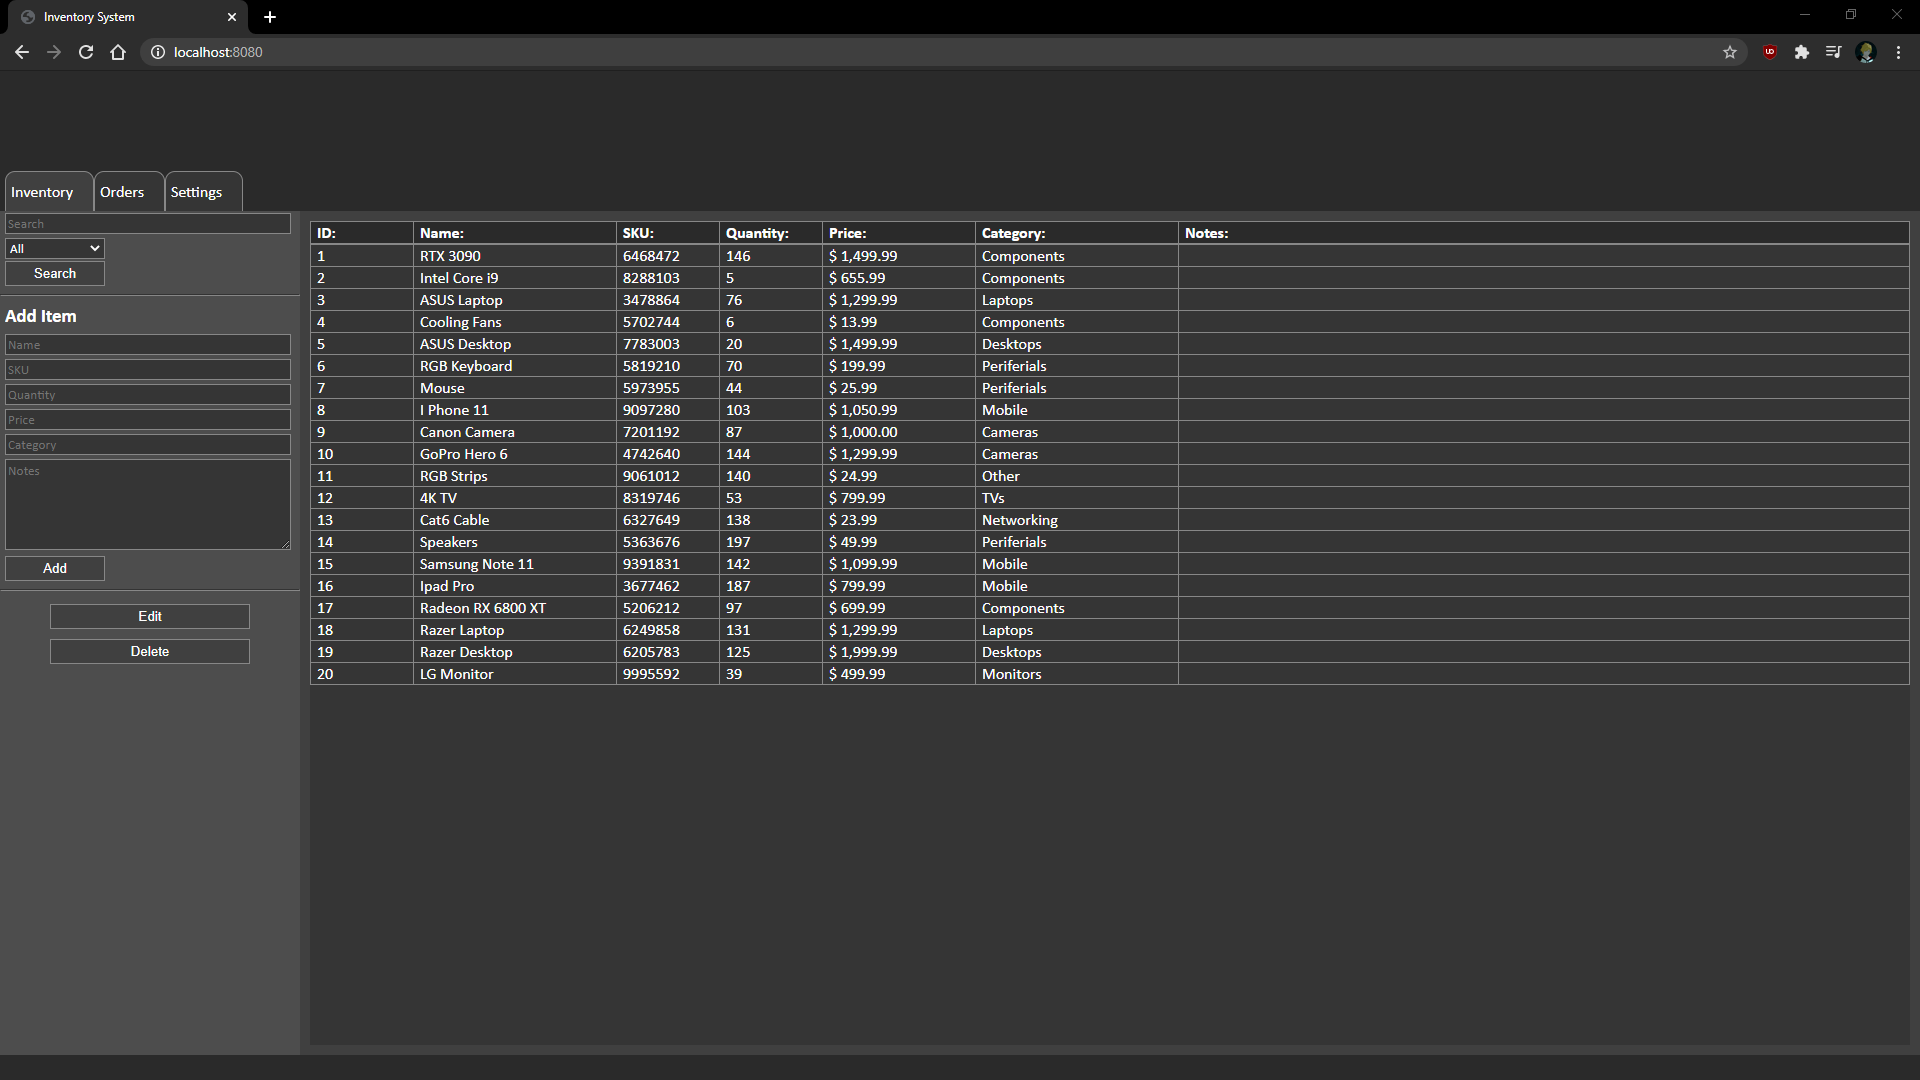 Inventory System
localhost:8080
Inventory Orders Settings
Search
All
Search
Add Item
Name
SKU
Quantity
Price
Category
Notes
Add
Edit
Delete
ID: Name: SKU: Quantity: Price: Category: Notes:
1 RTX 3090 6468472 146 $ 1,499.99 Components
2 Intel Core i9 8288103 5 $ 655.99 Components
3 ASUS Laptop 3478864 76 $ 1,299.99 Laptops
4 Cooling Fans 5702744 6 $ 13.99 Components
5 ASUS Desktop 7783003 20 $ 1,499.99 Desktops
6 RGB Keyboard 5819210 70 $ 199.99 Periferials
7 Mouse 5973955 44 $ 25.99 Periferials
8 I Phone 11 9097280 103 $ 1,050.99 Mobile
9 Canon Camera 7201192 87 $ 1,000.00 Cameras
10 GoPro Hero 6 4742640 144 $ 1,299.99 Cameras
11 RGB Strips 9061012 140 $ 24.99 Other
12 4K TV 8319746 53 $ 799.99 TVs
13 Cat6 Cable 6327649 138 $ 23.99 Networking
14 Speakers 5363676 197 $ 49.99 Periferials
15 Samsung Note 11 9391831 142 $ 1,099.99 Mobile
16 Ipad Pro 3677462 187 $ 799.99 Mobile
17 Radeon RX 6800 XT 5206212 97 $ 699.99 Components
18 Razer Laptop 6249858 131 $ 1,299.99 Laptops
19 Razer Desktop 6205783 125 $ 1,999.99 Desktops
20 LG Monitor 9995592 39 $ 499.99 Monitors